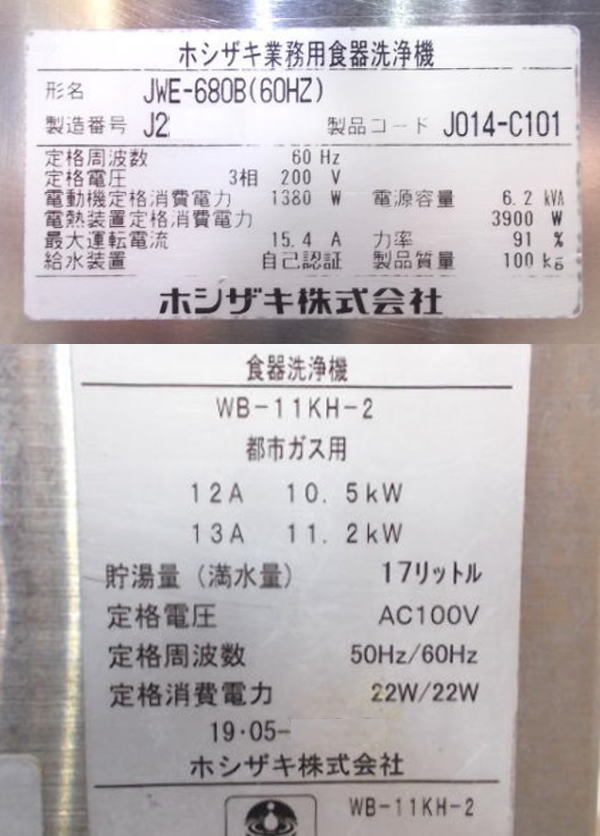 ホシザキ業務用食器洗浄機
形名 JWE-680B(60HZ)
製造番号 J2 製品コード J014-C101
定格周波数 60 Hz
定格電圧 3相 200 V
電動機定格消費電力 1380 W 電源容量 6.2 kVA
電熱装置定格消費電力 3900 W
最大運転電流 15.4 A 力率 91 %
給水装置 自己認証 製品質量 100 kg
ホシザキ株式会社
食器洗浄機
WB-11KH-2
都市ガス用
12A 10.5kW
13A 11.2kW
貯湯量(満水量) 17リットル
定格電圧 AC100V
定格周波数 50Hz/60Hz
定格消費電力 22W/22W
19・05-
ホシザキ株式会社
WB-11KH-2